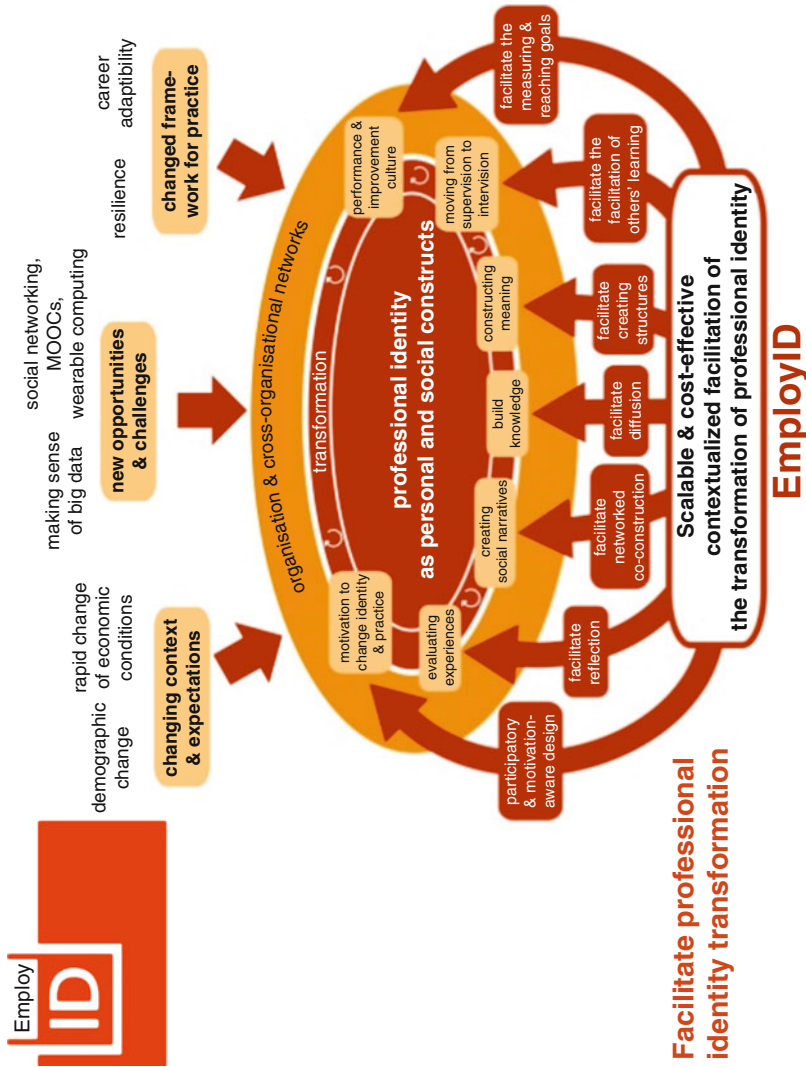 Employ
ID
demographic
change
rapid change
of economic
conditions
changing context
& expectations
making sense
of big data
social networking,
MOOCs,
wearable computing
new opportunities
& challenges
resilience
career
adaptibility
changed frame-
work for practice
organisation & cross-organisational networks
transformation
professional identity
as personal and social constructs
motivation to
change identity
& practice
evaluating
experiences
creating
social narratives
build
knowledge
constructing
meaning
moving from
supervision to
intervision
performance &
improvement
culture
participatory
& motivation-
aware design
facilitate
reflection
facilitate
networked
co-construction
facilitate
diffusion
facilitate
creating
structures
facilitate the
facilitation of
others' learning
facilitate the
measuring &
reaching goals
Scalable & cost-effective
contextualized facilitation of
the transformation of professional identity
Facilitate professional
identity transformation
EmployID